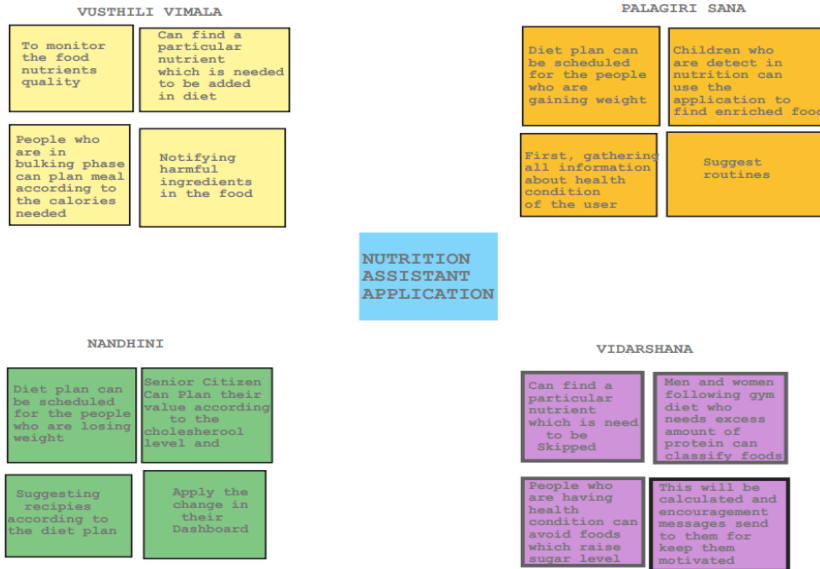 VUSTHILI VIMALA
To monitor
the food
nutrients
quality
Can find a
particular
nutrient
which is needed
to be added
in diet
People who
are in
bulking phase
can plan meal
according to
the calories
needed
Notifying
harmful
ingredients
in the food
PALAGIRI SANA
Diet plan can
be scheduled
for the people
who are
gaining weight
Children who
are detect in
nutrition can
use the
application to
find enriched food
First, gathering
all information
about health
condition
of the user
Suggest
routines
NUTRITION
ASSISTANT
APPLICATION
NANDHINI
Diet plan can
be scheduled
for the people
who are losing
weight
Senior Citizen
Can Plan their
value according
to the
cholesherool
level and
Suggesting
recipies
according to
the diet plan
Apply the
change in
their
Dashboard
VIDARSHANA
Can find a
particular
nutrient
which is need
to be
Skipped
Men and women
following gym
diet who
needs excess
amount of
protein can
classify foods
People who
are having
health
condition can
avoid foods
which raise
sugar level
This will be
calculated and
encouragement
messages send
to them for
keep them
motivated